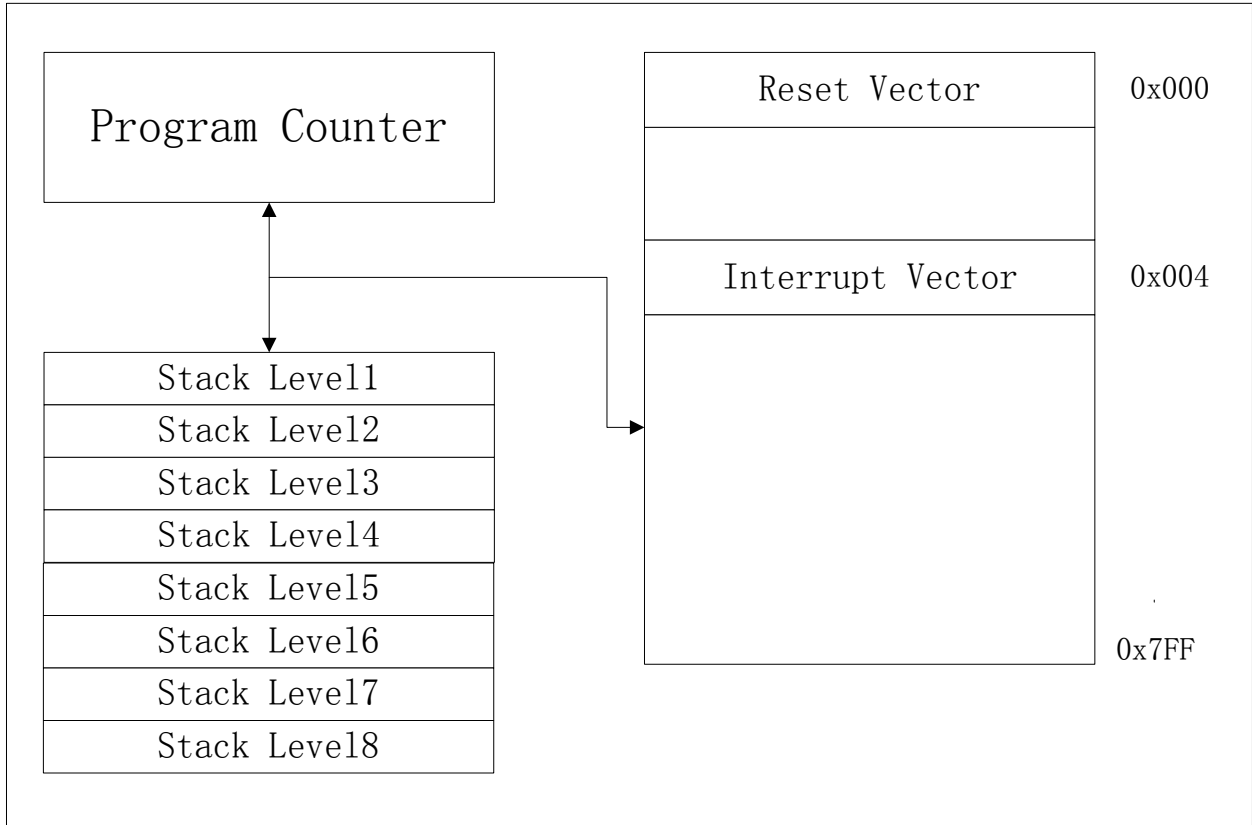 Program Counter
Stack Level1
Stack Level2
Stack Level3
Stack Level4
Stack Level5
Stack Level6
Stack Level7
Stack Level8
Reset Vector
0x000
Interrupt Vector
0x004
0x7FF